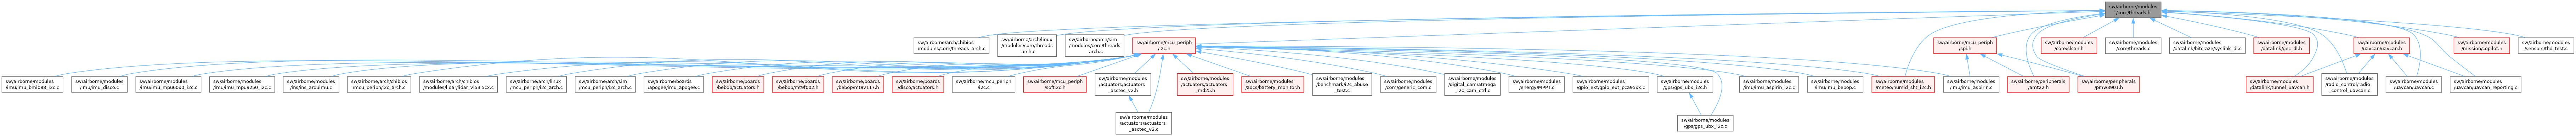 sw/airborne/modules
/core/threads.h
sw/airborne/arch/chibios
/modules/core/threads_arch.c
sw/airborne/arch/linux
/modules/core/threads
_arch.c
sw/airborne/arch/sim
/modules/core/threads
_arch.c
sw/airborne/mcu_periph
/i2c.h
sw/airborne/mcu_periph
/spi.h
sw/airborne/modules
/core/slcan.h
sw/airborne/modules
/core/threads.c
sw/airborne/modules
/datalink/bitcraze/syslink_dl.c
sw/airborne/modules
/datalink/gec_dl.h
sw/airborne/modules
/uavcan/uavcan.h
sw/airborne/modules
/mission/copilot.h
sw/airborne/modules
/sensors/thd_test.c
sw/airborne/modules
/imu/imu_bmi088_i2c.c
sw/airborne/modules
/imu/imu_disco.c
sw/airborne/modules
/imu/imu_mpu60x0_i2c.c
sw/airborne/modules
/imu/imu_mpu9250_i2c.c
sw/airborne/modules
/ins/ins_arduimu.c
sw/airborne/arch/chibios
/mcu_periph/i2c_arch.c
sw/airborne/arch/chibios
/modules/lidar/lidar_vl53l5cx.c
sw/airborne/arch/linux
/mcu_periph/i2c_arch.c
sw/airborne/arch/sim
/mcu_periph/i2c_arch.c
sw/airborne/boards
/apogee/imu_apogee.c
sw/airborne/boards
/bebop/actuators.h
sw/airborne/boards
/bebop/mt9f002.h
sw/airborne/boards
/bebop/mt9v117.h
sw/airborne/boards
/disco/actuators.h
sw/airborne/mcu_periph
/i2c.c
sw/airborne/mcu_periph
/softi2c.h
sw/airborne/modules
/actuators/actuators
_asctec_v2.h
sw/airborne/modules
/actuators/actuators
_md25.h
sw/airborne/modules
/adcs/battery_monitor.h
sw/airborne/modules
/benchmark/i2c_abuse
_test.c
sw/airborne/modules
/com/generic_com.c
sw/airborne/modules
/digital_cam/atmega
_i2c_cam_ctrl.c
sw/airborne/modules
/energy/MPPT.c
sw/airborne/modules
/gpio_ext/gpio_ext_pca95xx.c
sw/airborne/modules
/gps/gps_ubx_i2c.h
sw/airborne/modules
/imu/imu_aspirin_i2c.c
sw/airborne/modules
/imu/imu_bebop.c
sw/airborne/modules
/meteo/humid_sht_i2c.h
sw/airborne/modules
/imu/imu_aspirin.c
sw/airborne/peripherals
/amt22.h
sw/airborne/peripherals
/pmw3901.h
sw/airborne/modules
/datalink/tunnel_uavcan.h
sw/airborne/modules
/radio_control/radio
_control_uavcan.c
sw/airborne/modules
/uavcan/uavcan.c
sw/airborne/modules
/uavcan/uavcan_reporting.c
sw/airborne/modules
/actuators/actuators
_asctec_v2.c
sw/airborne/modules
/gps/gps_ubx_i2c.c